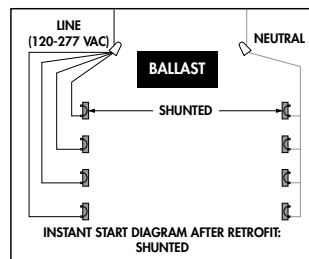 LINE
(120-277 VAC)
NEUTRAL
BALLAST
SHUNTED
INSTANT START DIAGRAM AFTER RETROFIT:
SHUNTED